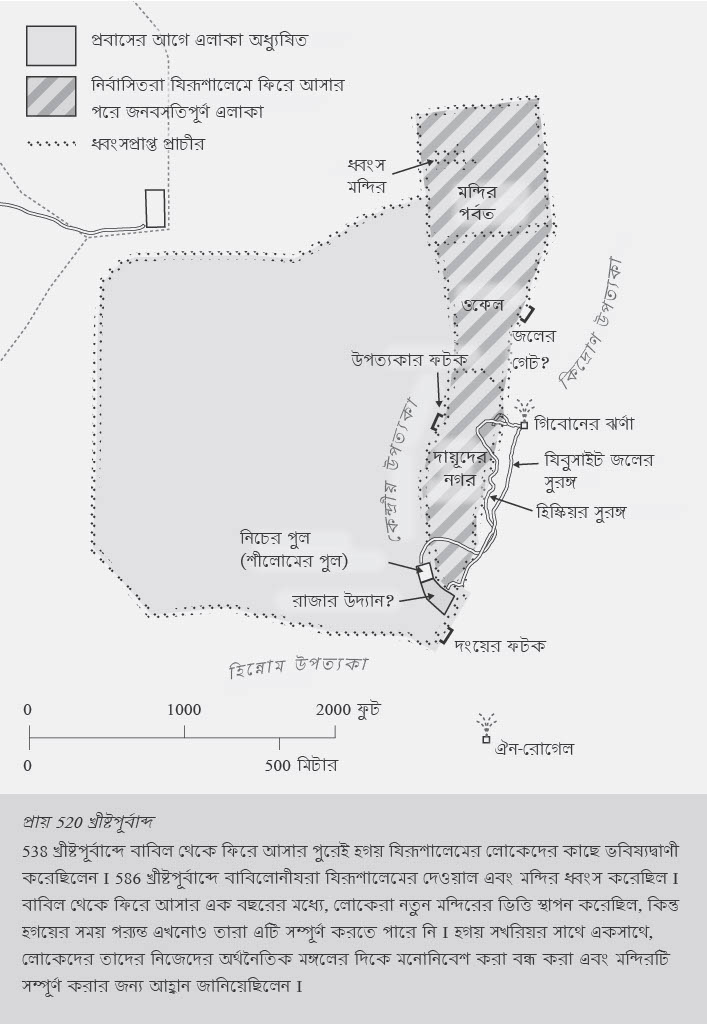 প্রবাসের আগে এলাকা অধ্যুষিত
নির্বাসিতরা যিরূশালেমে ফিরে আসার
পরে জনবসতিপূর্ণ এলাকা
ধ্বংসপ্রাপ্ত প্রাচীর
ধ্বংস
মন্দির
মন্দির
পর্বত
ওফেল
জলের
গেট?
কিদ্রোণ উপত্যকা
উপত্যকার ফটক
কেন্দ্রীয় উপত্যকা
গিবোনের ঝর্ণা
দায়ূদের
নগর
যিবুসাইট জলের
সুরঙ্গ
হিষ্কিয়র সুরঙ্গ
নিচের পুল
(শীলোমের পুল)
রাজার উদ্যান?
দংয়ের ফটক
হিন্নোম উপত্যকা
0 1000 2000 ফুট
0 500 মিটার
ঐন-রোগেল
প্রায় 520 খ্রীষ্টপূর্বাব্দ
538 খ্রীষ্টপূর্বাব্দে বাবিল থেকে ফিরে আসার পুরেই হগয় যিরূশালেমের লোকেদের কাছে ভবিষ্যদ্বাণী
করেছিলেন I 586 খ্রীষ্টপূর্বাব্দে বাবিলোনীযরা যিরূশালেমের দেওয়াল এবং মন্দির ধ্বংস করেছিল I
বাবিল থেকে ফিরে আসার এক বছরের মধ্যে, লোকেরা নতুন মন্দিরের ভিত্তি স্থাপন করেছিল, কিন্তু
হগয়ের সময় পর্যন্ত এখনোও তারা এটি সম্পূর্ণ করতে পারে নি I হগয় সখরিয়র সাথে একসাথে,
লোকেদের তাদের নিজেদের অর্থনৈতিক মঙ্গলের দিকে মনোনিবেশ করা বন্ধ করা এবং মন্দিরটি
সম্পূর্ণ করার জন্য আহ্বান জানিয়েছিলেন I